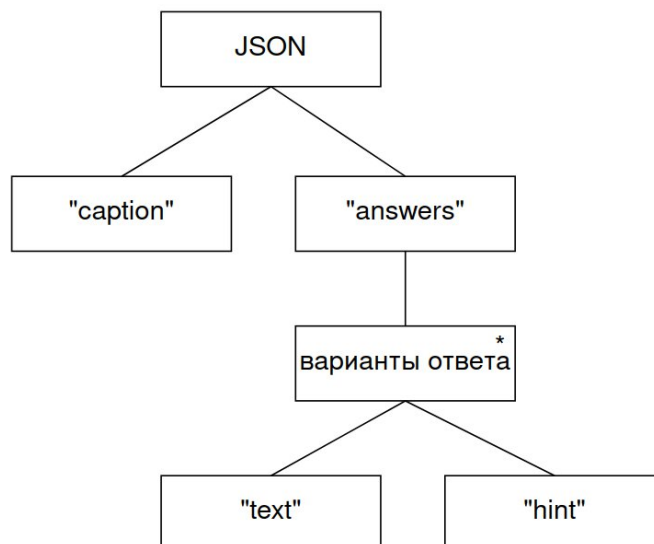 JSON
"caption"
"answers"
*
варианты ответа
"text"
"hint"